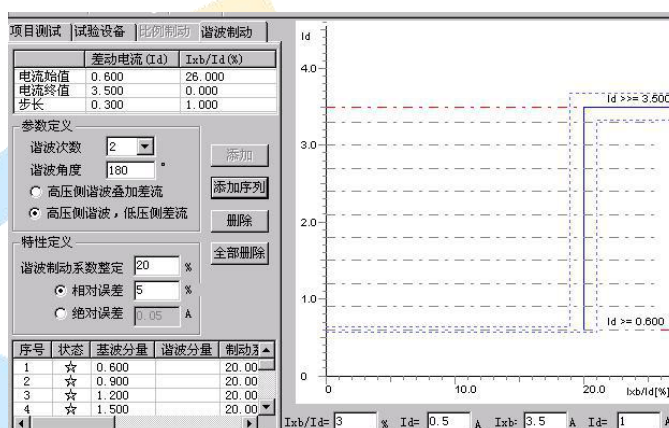 项目测试 试验设备 比例制动 谐波制动
差动电流(Id) Ixb/Id(%)
电流始值 0.600 26.000
电流终值 3.500 0.000
步长 0.300 1.000
参数定义
谐波次数 2
谐波角度 180 °
高压侧谐波叠加差流
高压侧谐波，低压侧差流
添加
添加序列
删除
全部删除
特性定义
谐波制动系数整定 20 %
相对误差 5 %
绝对误差 0.05 A
序号 状态 基波分量 谐波分量 制动系
1 ☆ 0.600 20.00
2 ☆ 0.900 20.00
3 ☆ 1.200 20.00
4 ☆ 1.500 20.00
Id
4.0
3.0
2.0
1.0
0
Id >>= 3.500
Id >= 0.600
0 10.0 20.0 Ixb/Id[%]
Ixb/Id= 3 % Id= 0.5 A Ixb: 3.5 A Id= 1 A